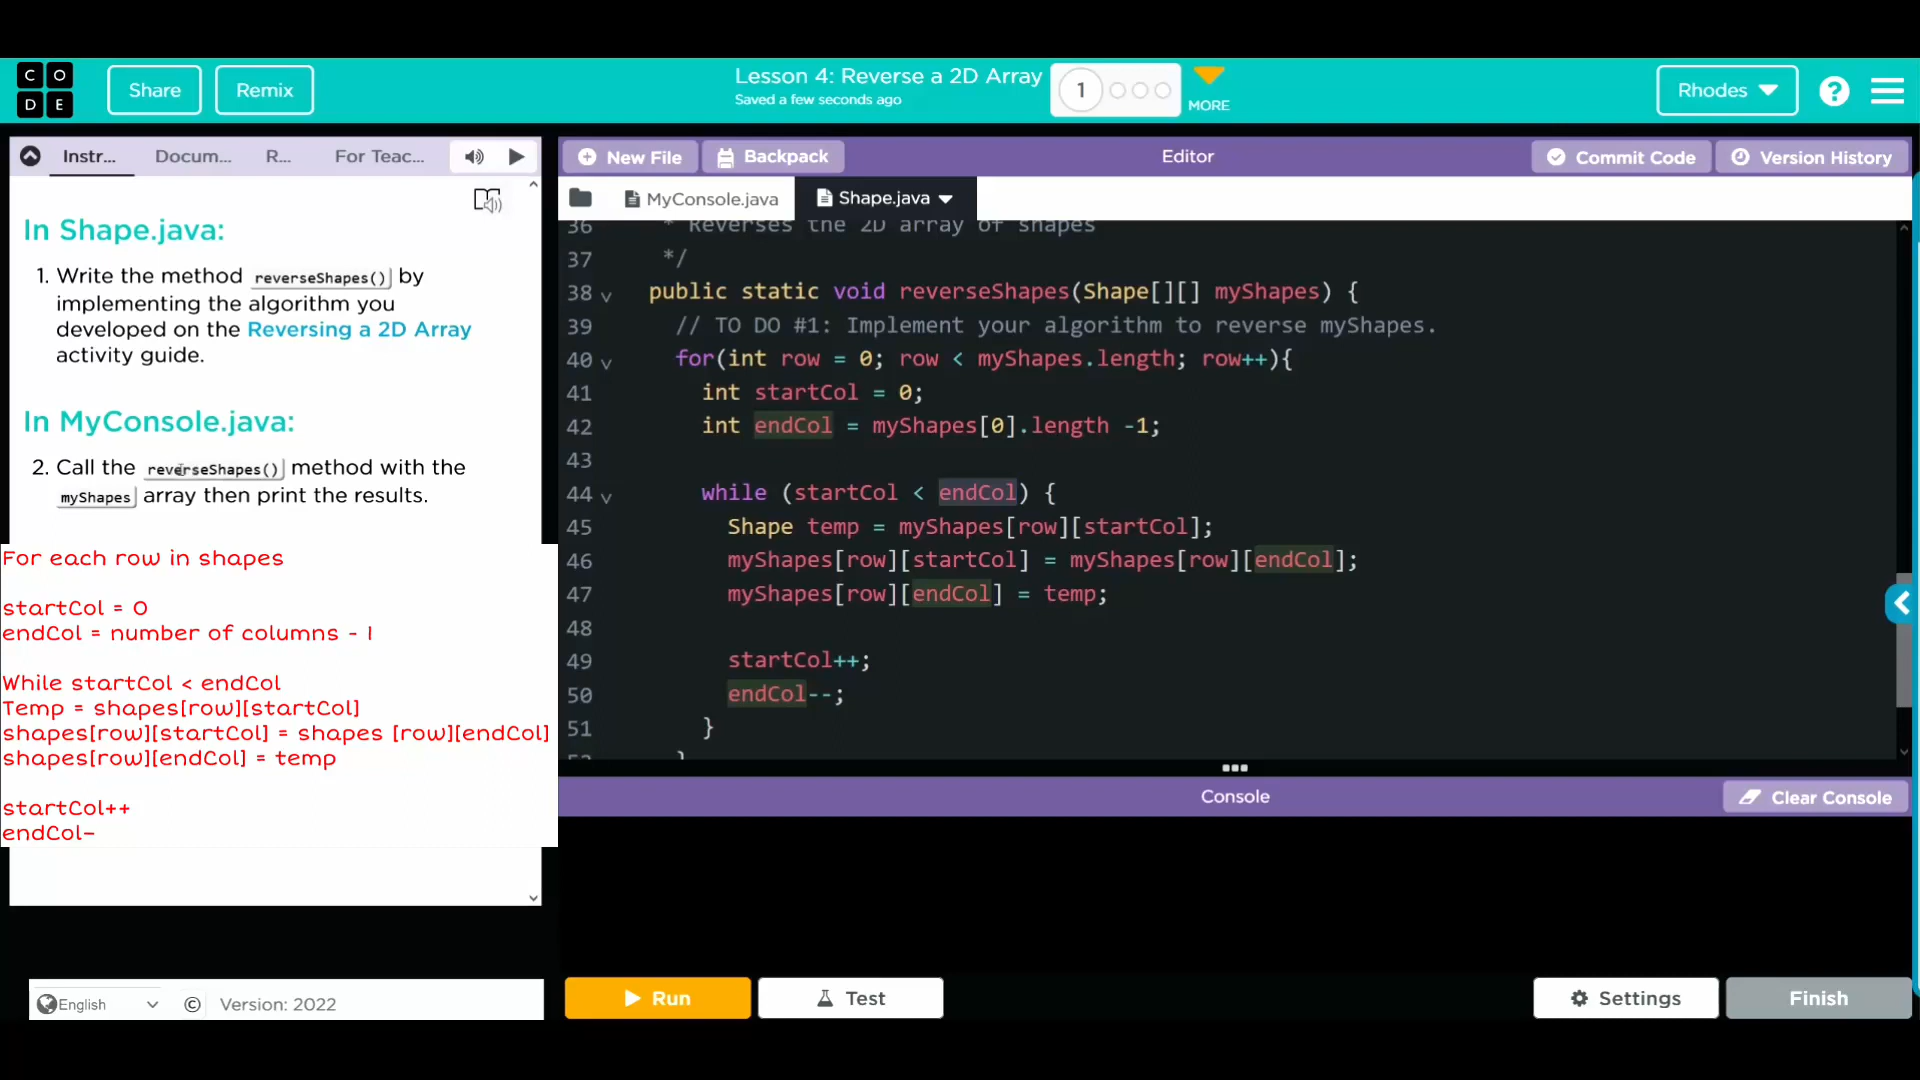 CODE
Share
Remix
Lesson 4: Reverse a 2D Array
Saved a few seconds ago
1
MORE
Rhodes
?
Instr...
Docum...
R...
For Teac...
New File
Backpack
Editor
Commit Code
Version History
MyConsole.java
Shape.java
In Shape.java:
1. Write the method reverseShapes() by
implementing the algorithm you
developed on the Reversing a 2D Array
activity guide.
In MyConsole.java:
2. Call the reverseShapes() method with the
myShapes array then print the results.
For each row in shapes
startCol = 0
endCol = number of columns - 1
While startCol < endCol
Temp = shapes[row][startCol]
shapes[row][startCol] = shapes [row][endCol]
shapes[row][endCol] = temp
startCol++
endCol-
36 * Reverses the 2D array of shapes
37 */
38 public static void reverseShapes(Shape[][] myShapes) {
39 // TO DO #1: Implement your algorithm to reverse myShapes.
40 for(int row = 0; row < myShapes.length; row++){
41 int startCol = 0;
42 int endCol = myShapes[0].length -1;
43
44 while (startCol < endCol) {
45 Shape temp = myShapes[row][startCol];
46 myShapes[row][startCol] = myShapes[row][endCol];
47 myShapes[row][endCol] = temp;
48
49 startCol++;
50 endCol--;
51 }
52 }
Console
Clear Console
English
© Version: 2022
Run
Test
Settings
Finish